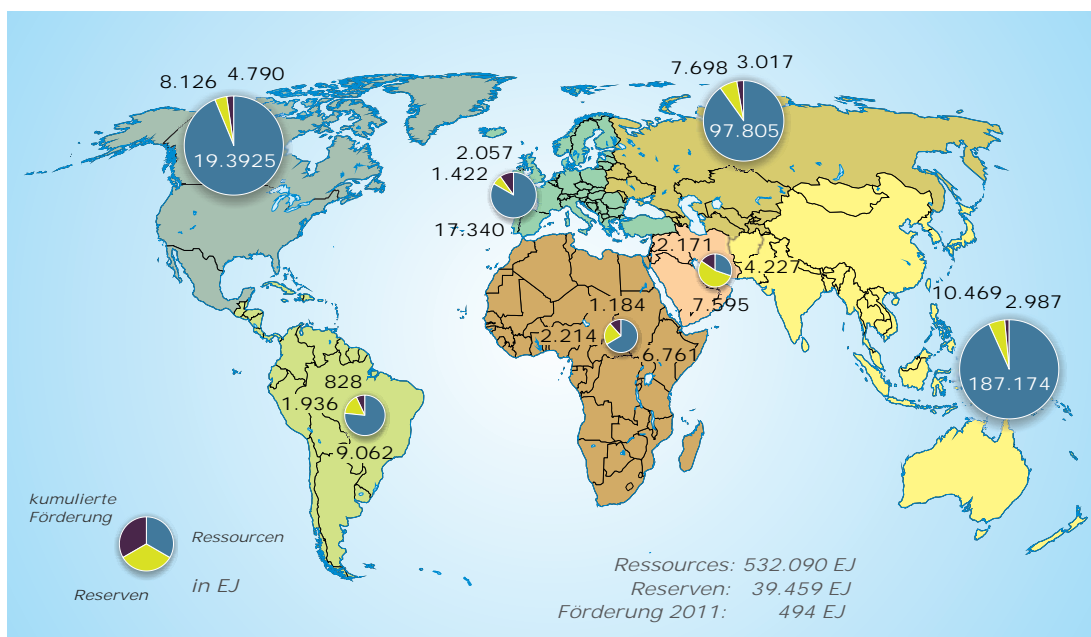 8.126 4.790
19.3925
7.698 3.017
97.805
2.057
1.422
17.340
2.171
4.227
7.595
1.184
2.214
6.761
10.469 2.987
187.174
828
1.936
9.062
kumulierte
Förderung
Ressourcen
Reserven
in EJ
Ressources: 532.090 EJ
Reserven: 39.459 EJ
Förderung 2011: 494 EJ